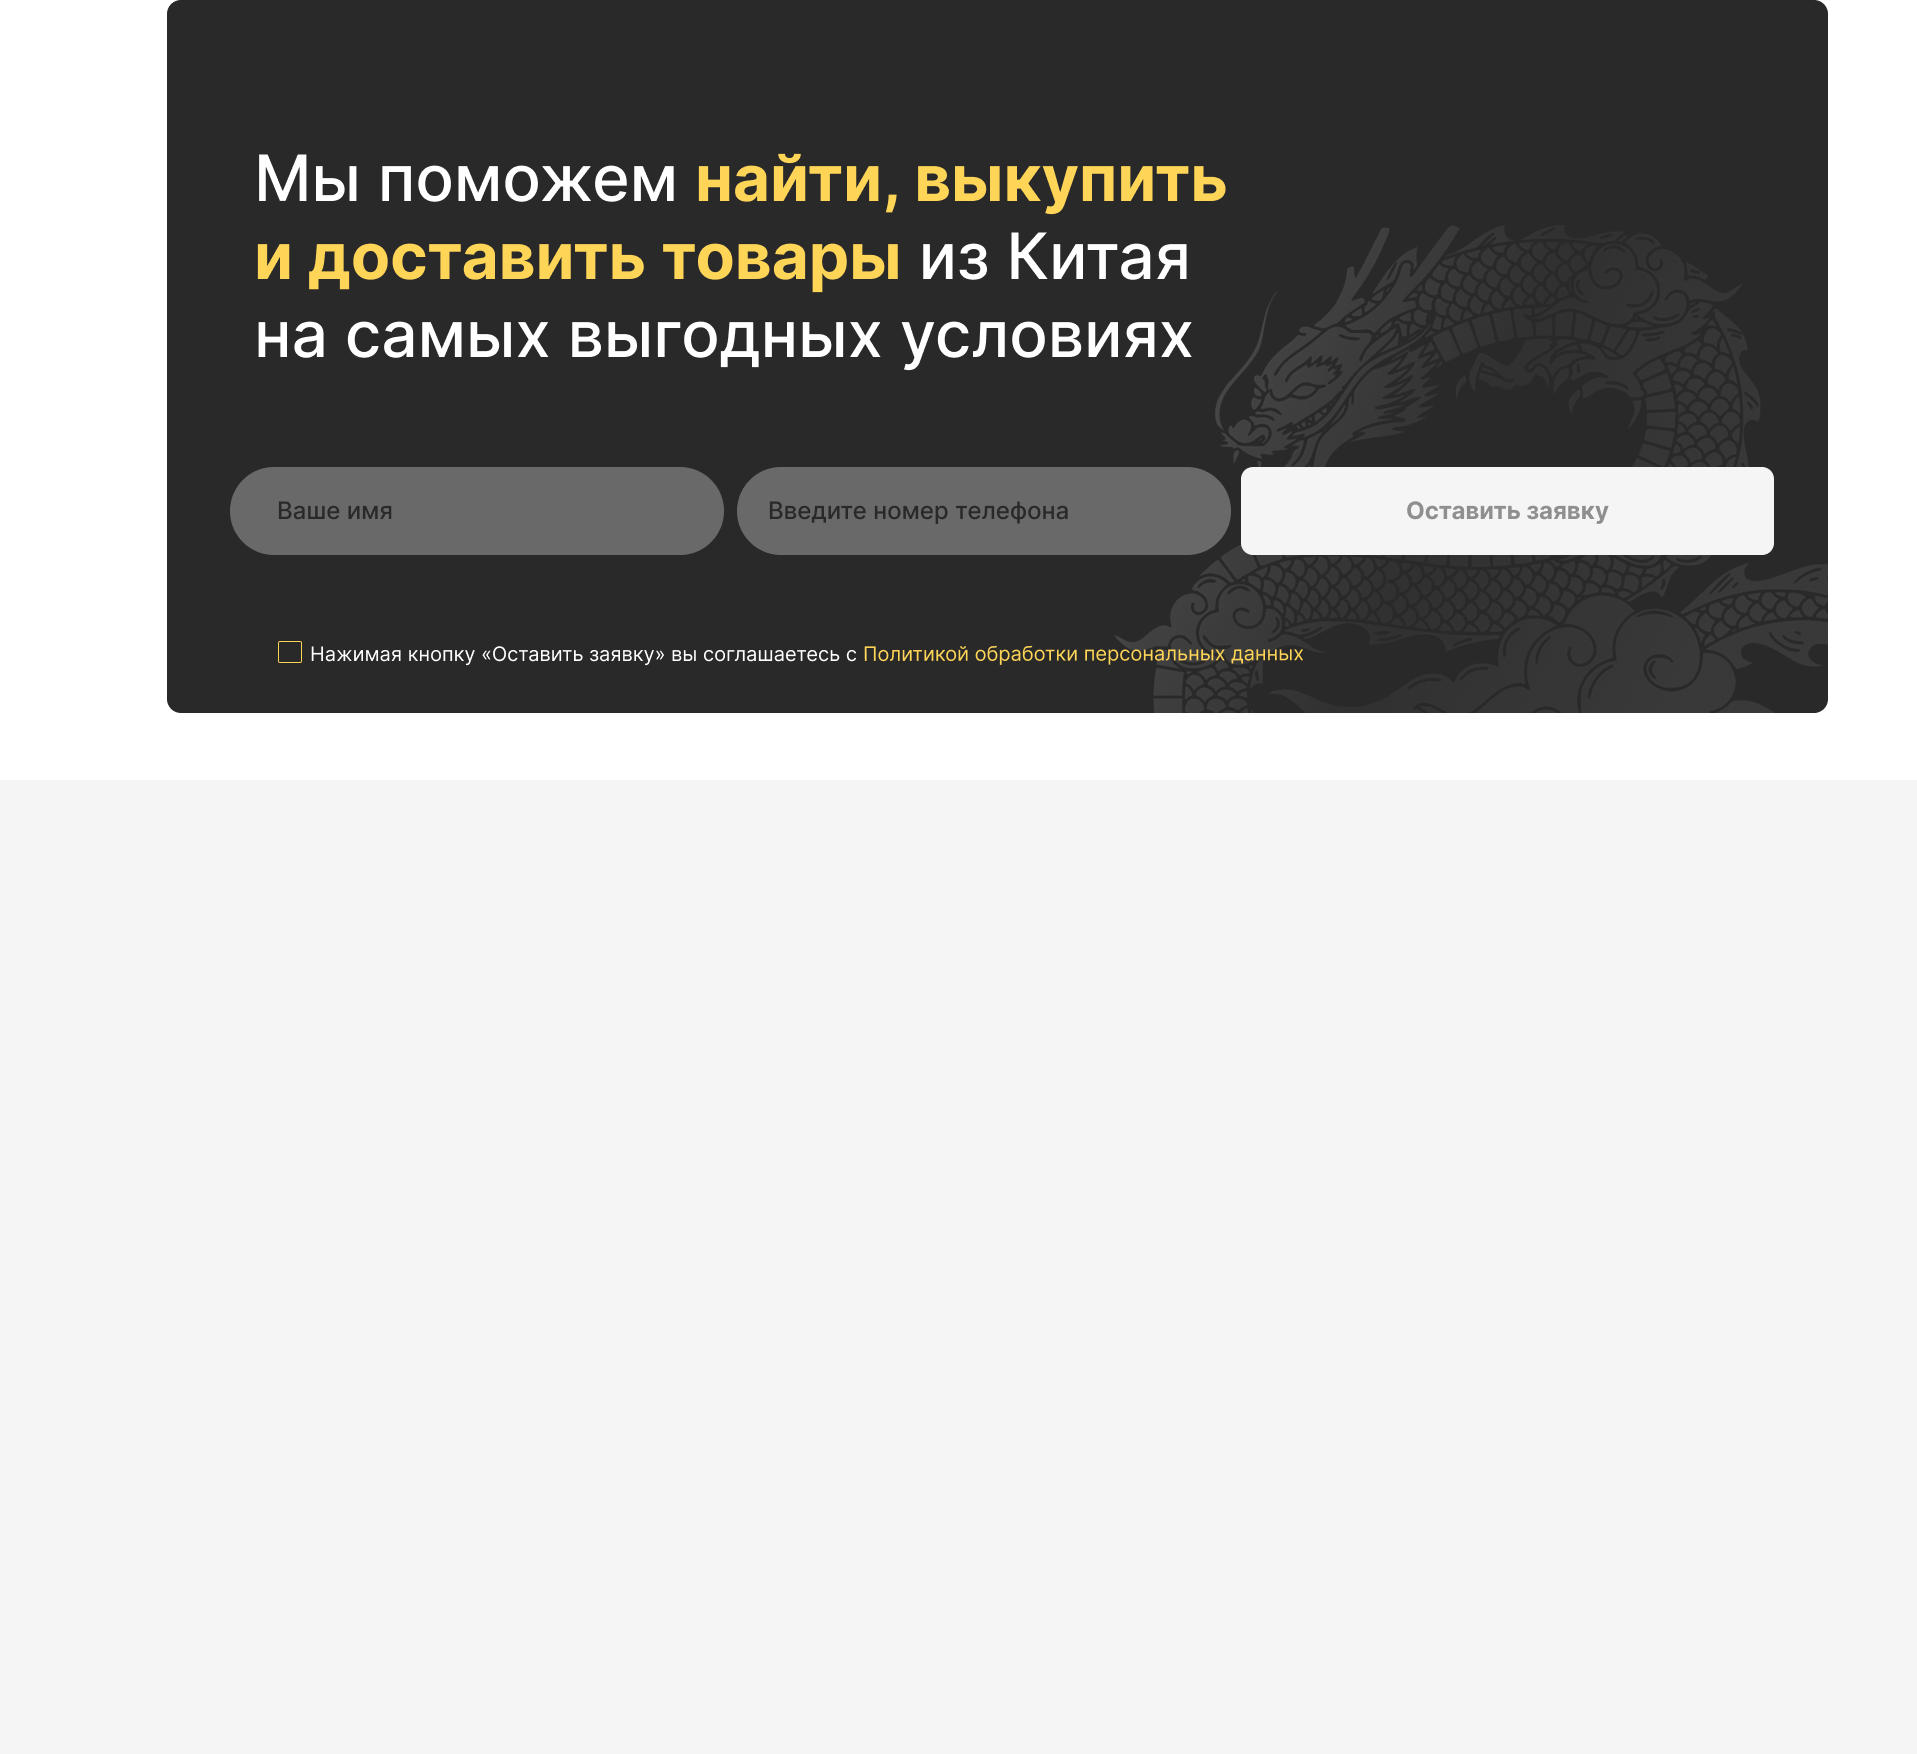 Мы поможем найти, выкупить
и доставить товары из Китая
на самых выгодных условиях
Ваше имя
Введите номер телефона
Оставить заявку
Нажимая кнопку «Оставить заявку» вы соглашаетесь с Политикой обработки персональных данных